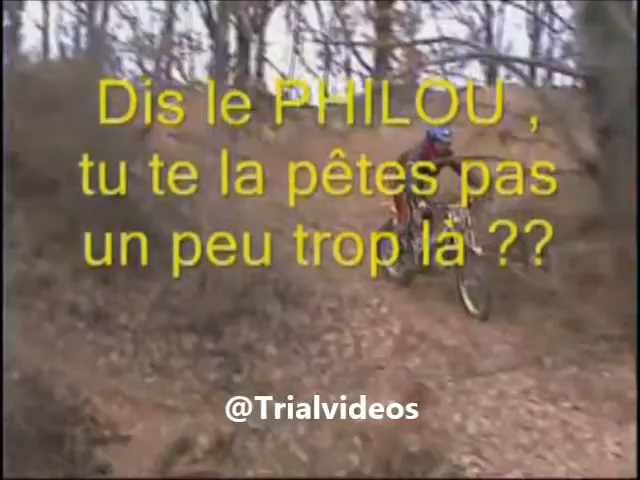 Dis le PHILOU ,
tu te la pêtes pas
un peu trop là ??
@Trialvideos